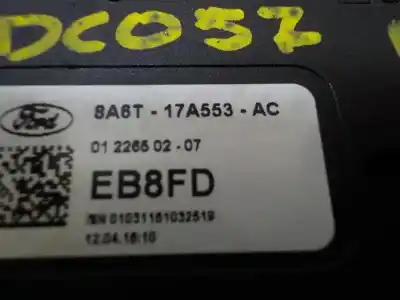 DC057
Ford
8A6T - 17A553 - AC
01 2265 02 - 07
EB8FD
SN 01031161032519
12.04.16:10